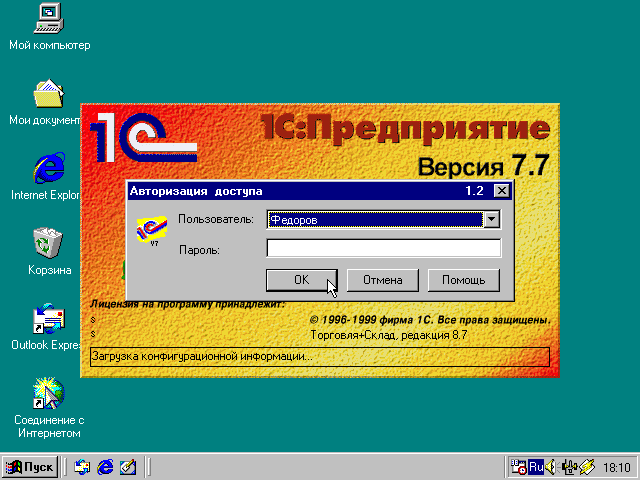 Мой компьютер
Мои документ
Internet Explor
Корзина
Outlook Expre
Соединение с
Интернетом
1С
1С:Предприятие
Версия 7.7
Авторизация доступа 1.2
Пользователь: Федоров
V7
Пароль:
OK Отмена Помощь
Лицензия на программу принадлежит:
s
s
© 1996-1999 фирма 1С. Все права защищены.
Торговля+Склад, редакция 8.7
Загрузка конфигурационной информации...
Пуск
Ru
18:10